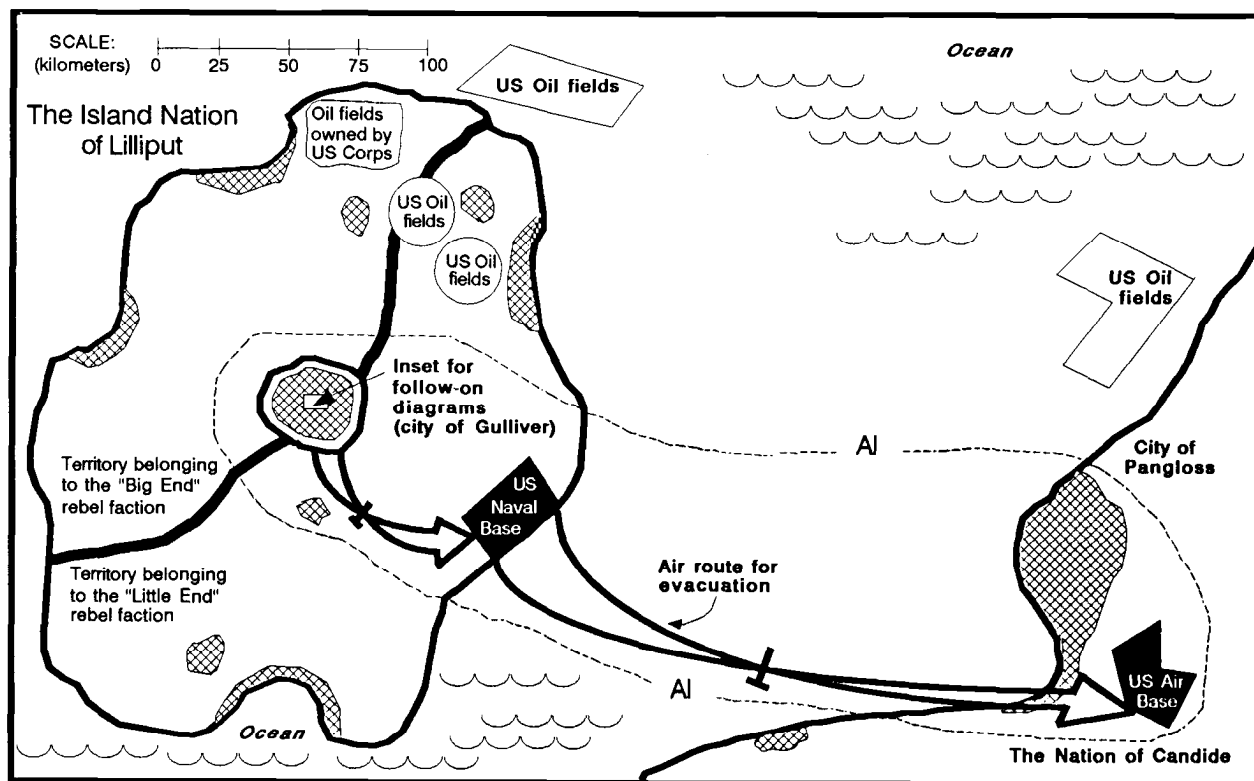 SCALE:
(kilometers)
0 25 50 75 100
The Island Nation
of Lilliput
Oil fields
owned by
US Corps
US Oil fields
Ocean
US Oil
fields
US Oil
fields
US Oil
fields
Inset for
follow-on
diagrams
(city of Gulliver)
AI
City of
Pangloss
Territory belonging
to the "Big End"
rebel faction
US
Naval
Base
Territory belonging
to the "Little End"
rebel faction
Air route for
evacuation
AI
US Air
Base
Ocean
The Nation of Candide